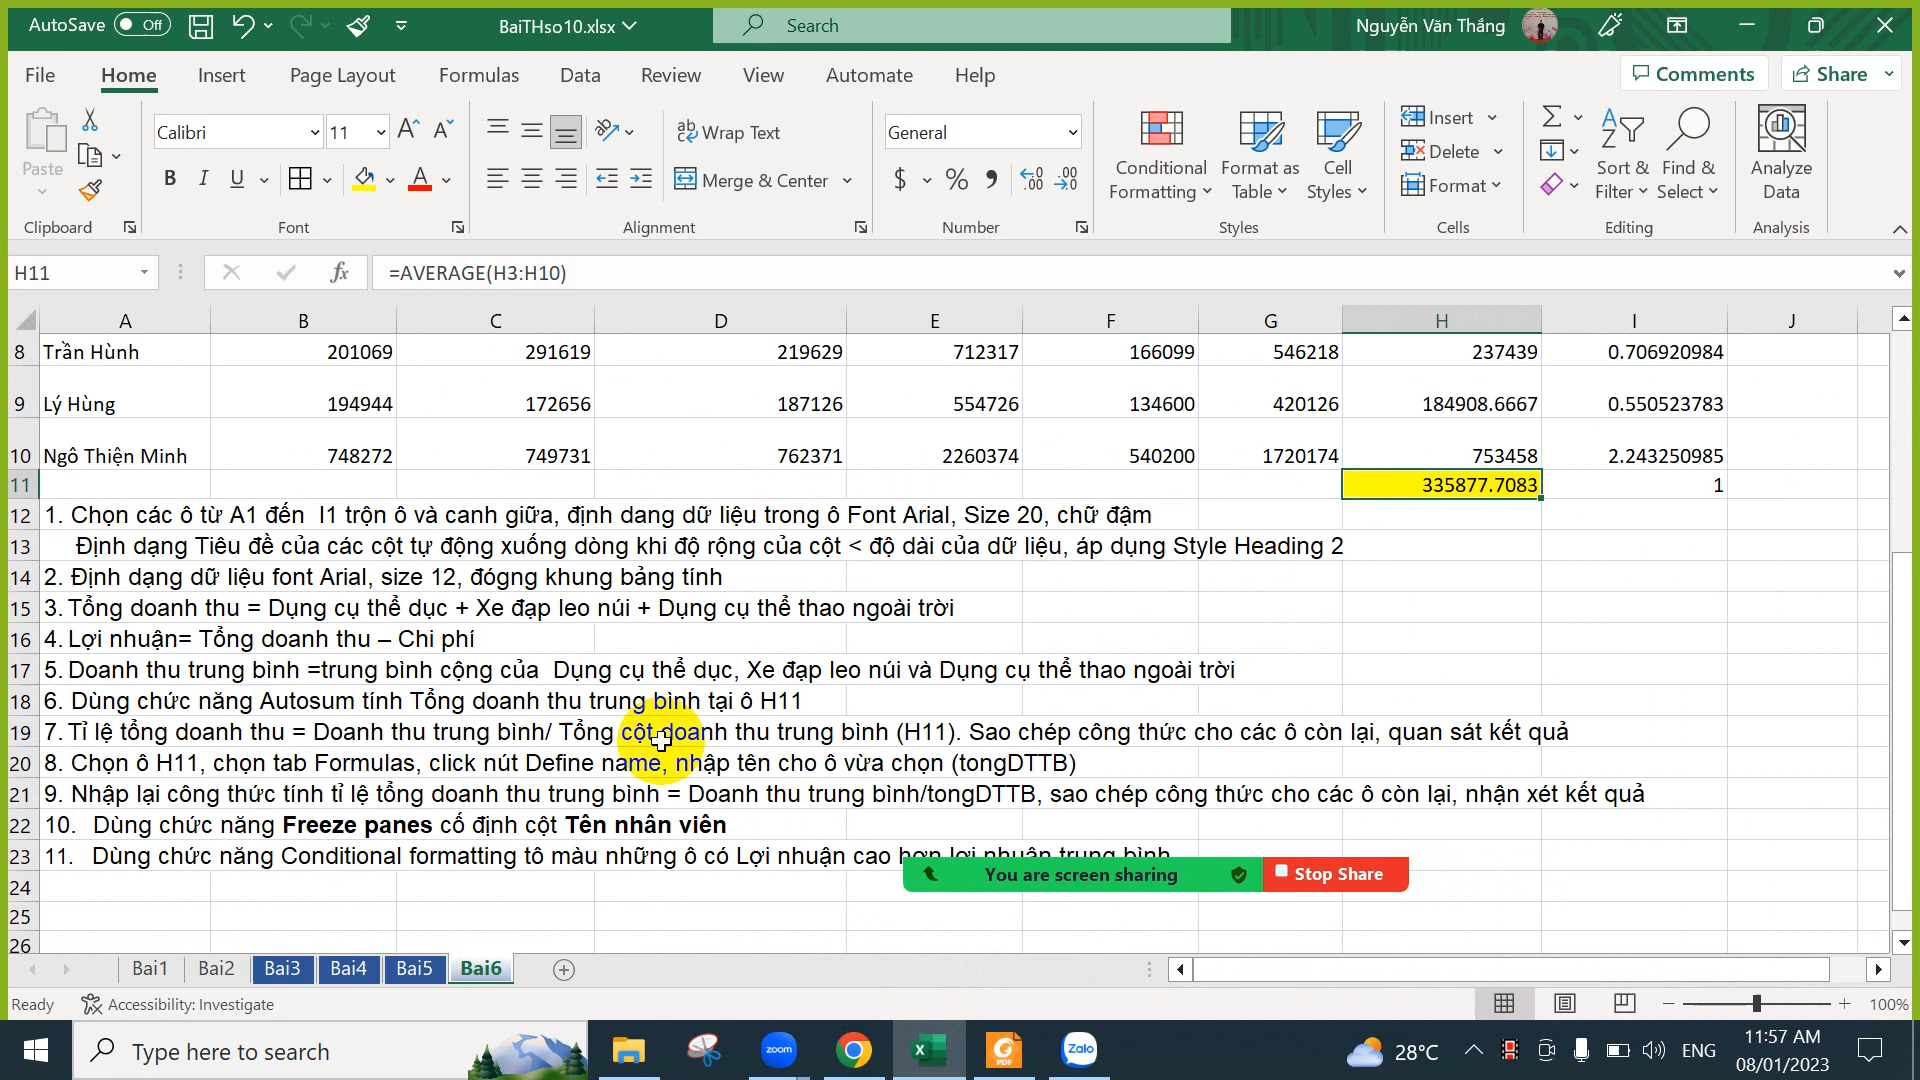 AutoSave Off BaiTHso10.xlsx Search Nguyễn Văn Thắng
File Home Insert Page Layout Formulas Data Review View Automate Help Comments Share
Calibri 11 ab Wrap Text General Insert
Paste B I U Merge & Center $ % Conditional Formatting Format as Table Cell Styles Delete Format Sort & Filter Find & Select Analyze Data
Clipboard Font Alignment Number Styles Cells Editing Analysis
H11 fx =AVERAGE(H3:H10)
A B C D E F G H I J
8 Trần Hùnh 201069 291619 219629 712317 166099 546218 237439 0.706920984
9 Lý Hùng 194944 172656 187126 554726 134600 420126 184908.6667 0.550523783
10 Ngô Thiện Minh 748272 749731 762371 2260374 540200 1720174 753458 2.243250985
11 335877.7083 1
12 1. Chọn các ô từ A1 đến I1 trộn ô và canh giữa, định dang dữ liệu trong ô Font Arial, Size 20, chữ đậm
13 Định dạng Tiêu đề của các cột tự động xuống dòng khi độ rộng của cột < độ dài của dữ liệu, áp dụng Style Heading 2
14 2. Định dạng dữ liệu font Arial, size 12, đógng khung bảng tính
15 3. Tổng doanh thu = Dụng cụ thể dục + Xe đạp leo núi + Dụng cụ thể thao ngoài trời
16 4. Lợi nhuận= Tổng doanh thu – Chi phí
17 5. Doanh thu trung bình =trung bình cộng của Dụng cụ thể dục, Xe đạp leo núi và Dụng cụ thể thao ngoài trời
18 6. Dùng chức năng Autosum tính Tổng doanh thu trung bình tại ô H11
19 7. Tỉ lệ tổng doanh thu = Doanh thu trung bình/ Tổng cột doanh thu trung bình (H11). Sao chép công thức cho các ô còn lại, quan sát kết quả
20 8. Chọn ô H11, chọn tab Formulas, click nút Define name, nhập tên cho ô vừa chọn (tongDTTB)
21 9. Nhập lại công thức tính tỉ lệ tổng doanh thu trung bình = Doanh thu trung bình/tongDTTB, sao chép công thức cho các ô còn lại, nhận xét kết quả
22 10. Dùng chức năng Freeze panes cố định cột Tên nhân viên
23 11. Dùng chức năng Conditional formatting tô màu những ô có Lợi nhuận cao hơn lợi nhuận trung bình
24 You are screen sharing Stop Share
25
26
Bai1 Bai2 Bai3 Bai4 Bai5 Bai6
Ready Accessibility: Investigate 100%
Type here to search zoom X PDF Zalo 28°C ENG 11:57 AM
08/01/2023